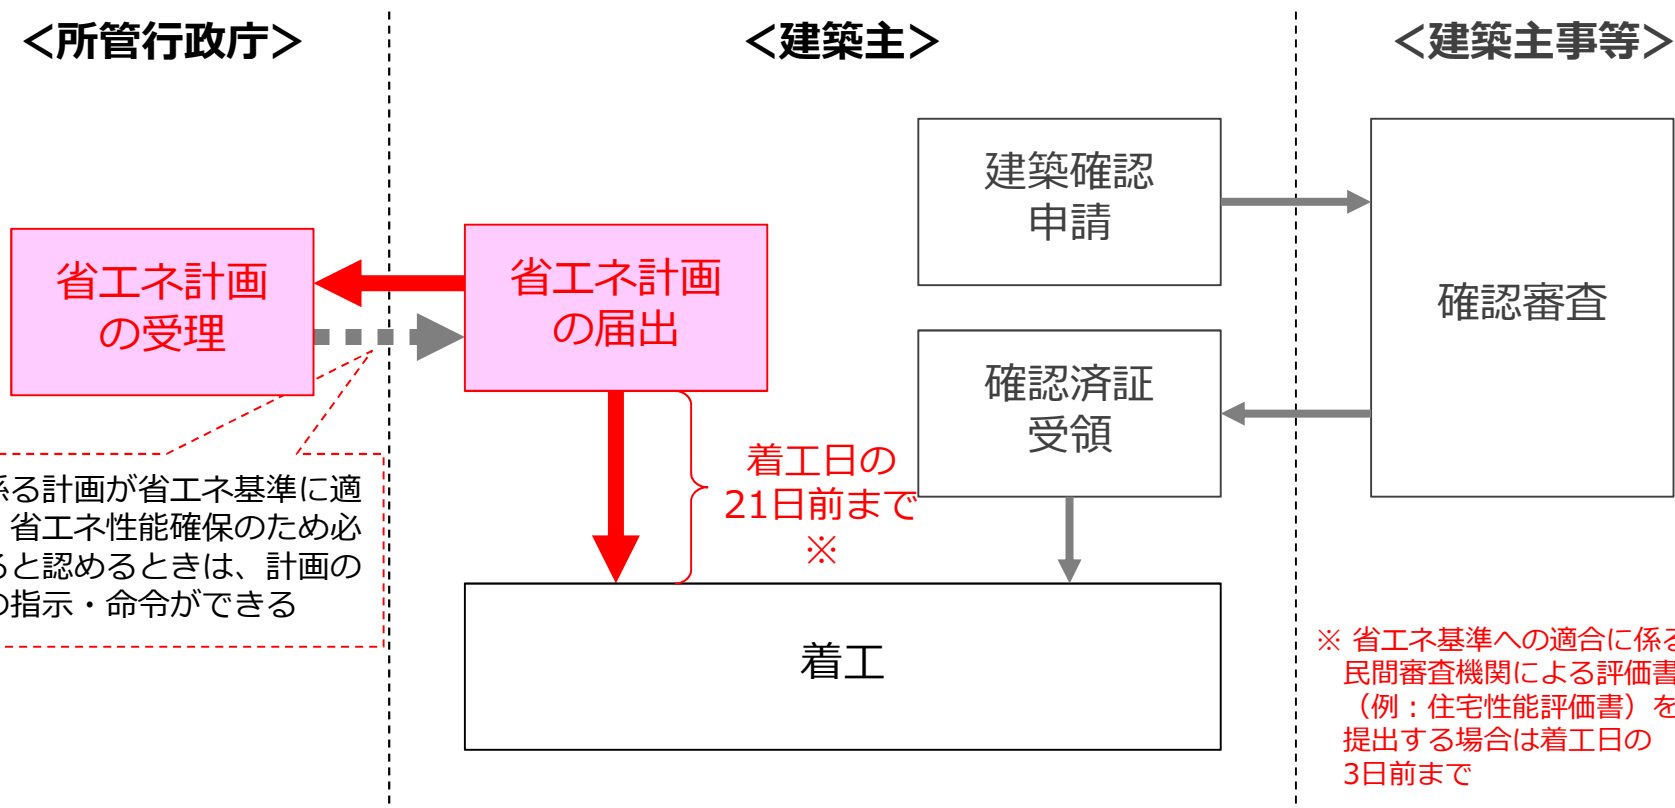 ＜所管行政庁＞
＜建築主＞
＜建築主事等＞
省エネ計画
の受理
省エネ計画
の届出
建築確認
申請
確認審査
確認済証
受領
係る計画が省エネ基準に適
省エネ性能確保のため必
ると認めるときは、計画の
の指示・命令ができる
着工日の
21日前まで
※
着工
※ 省エネ基準への適合に係る
民間審査機関による評価書
（例：住宅性能評価書）を
提出する場合は着工日の
3日前まで